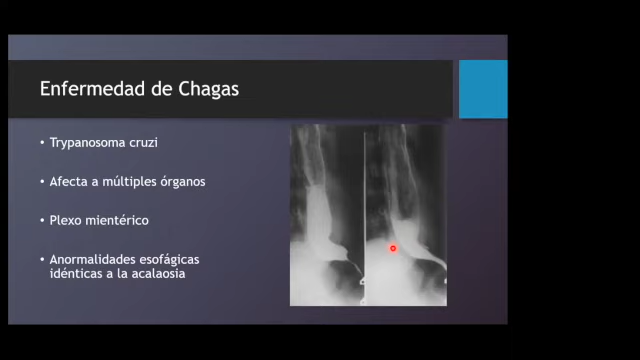 Enfermedad de Chagas
• Trypanosoma cruzi
• Afecta a múltiples órganos
• Plexo mientérico
• Anormalidades esofágicas
idénticas a la acalaosia